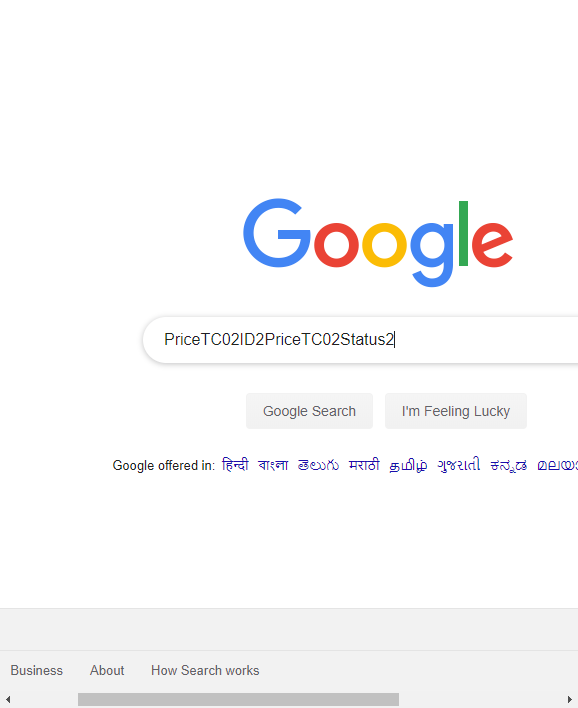 Google
PriceTC02ID2PriceTC02Status2
Google Search I'm Feeling Lucky
Google offered in: हिन्दी বাংলা తెలుగు मराठी தமிழ் ગુજરાતી ಕನ್ನಡ
Business About How Search works